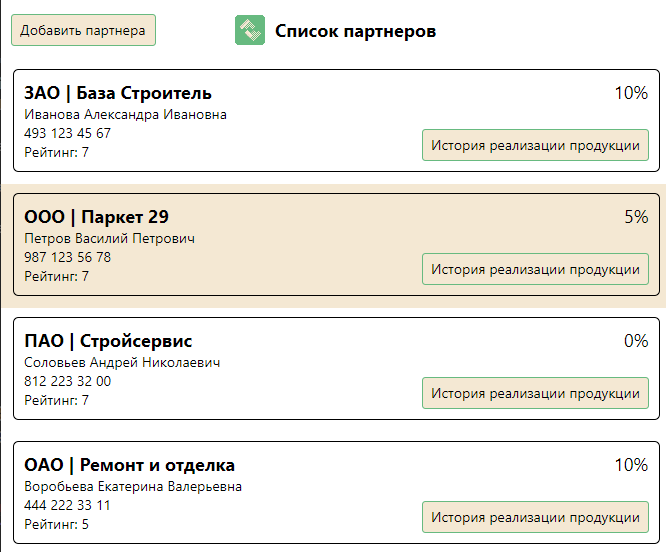 Добавить партнера
Список партнеров
ЗАО | База Строитель
10%
Иванова Александра Ивановна
493 123 45 67
Рейтинг: 7
История реализации продукции
ООО | Паркет 29
5%
Петров Василий Петрович
987 123 56 78
Рейтинг: 7
История реализации продукции
ПАО | Стройсервис
0%
Соловьев Андрей Николаевич
812 223 32 00
Рейтинг: 7
История реализации продукции
ОАО | Ремонт и отделка
10%
Воробьева Екатерина Валерьевна
444 222 33 11
Рейтинг: 5
История реализации продукции